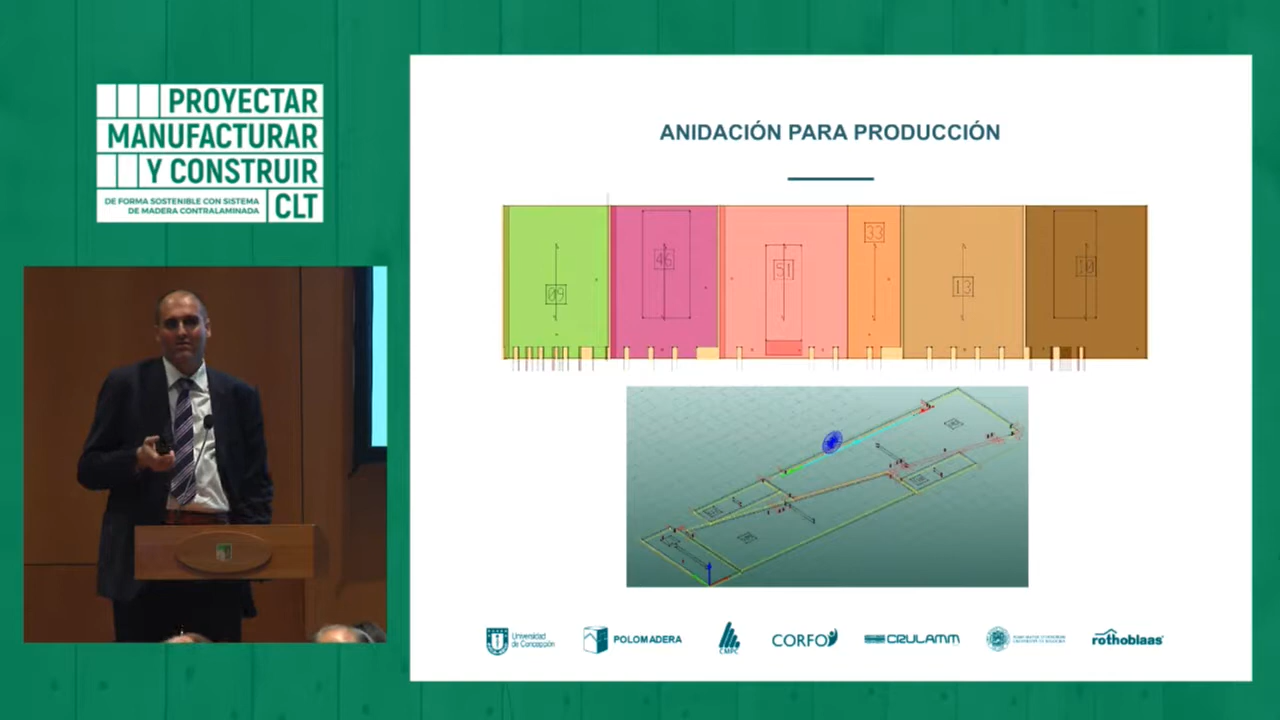 PROYECTAR
MANUFACTURAR
Y CONSTRUIR
DE FORMA SOSTENIBLE CON SISTEMA
DE MADERA CONTRALAMINADA
CLT
ANIDACIÓN PARA PRODUCCIÓN
09
46
51
33
13
10
Universidad
de Concepción
POLOMADERA
CMPC
CORFO
CRULAMM
rothoblaas